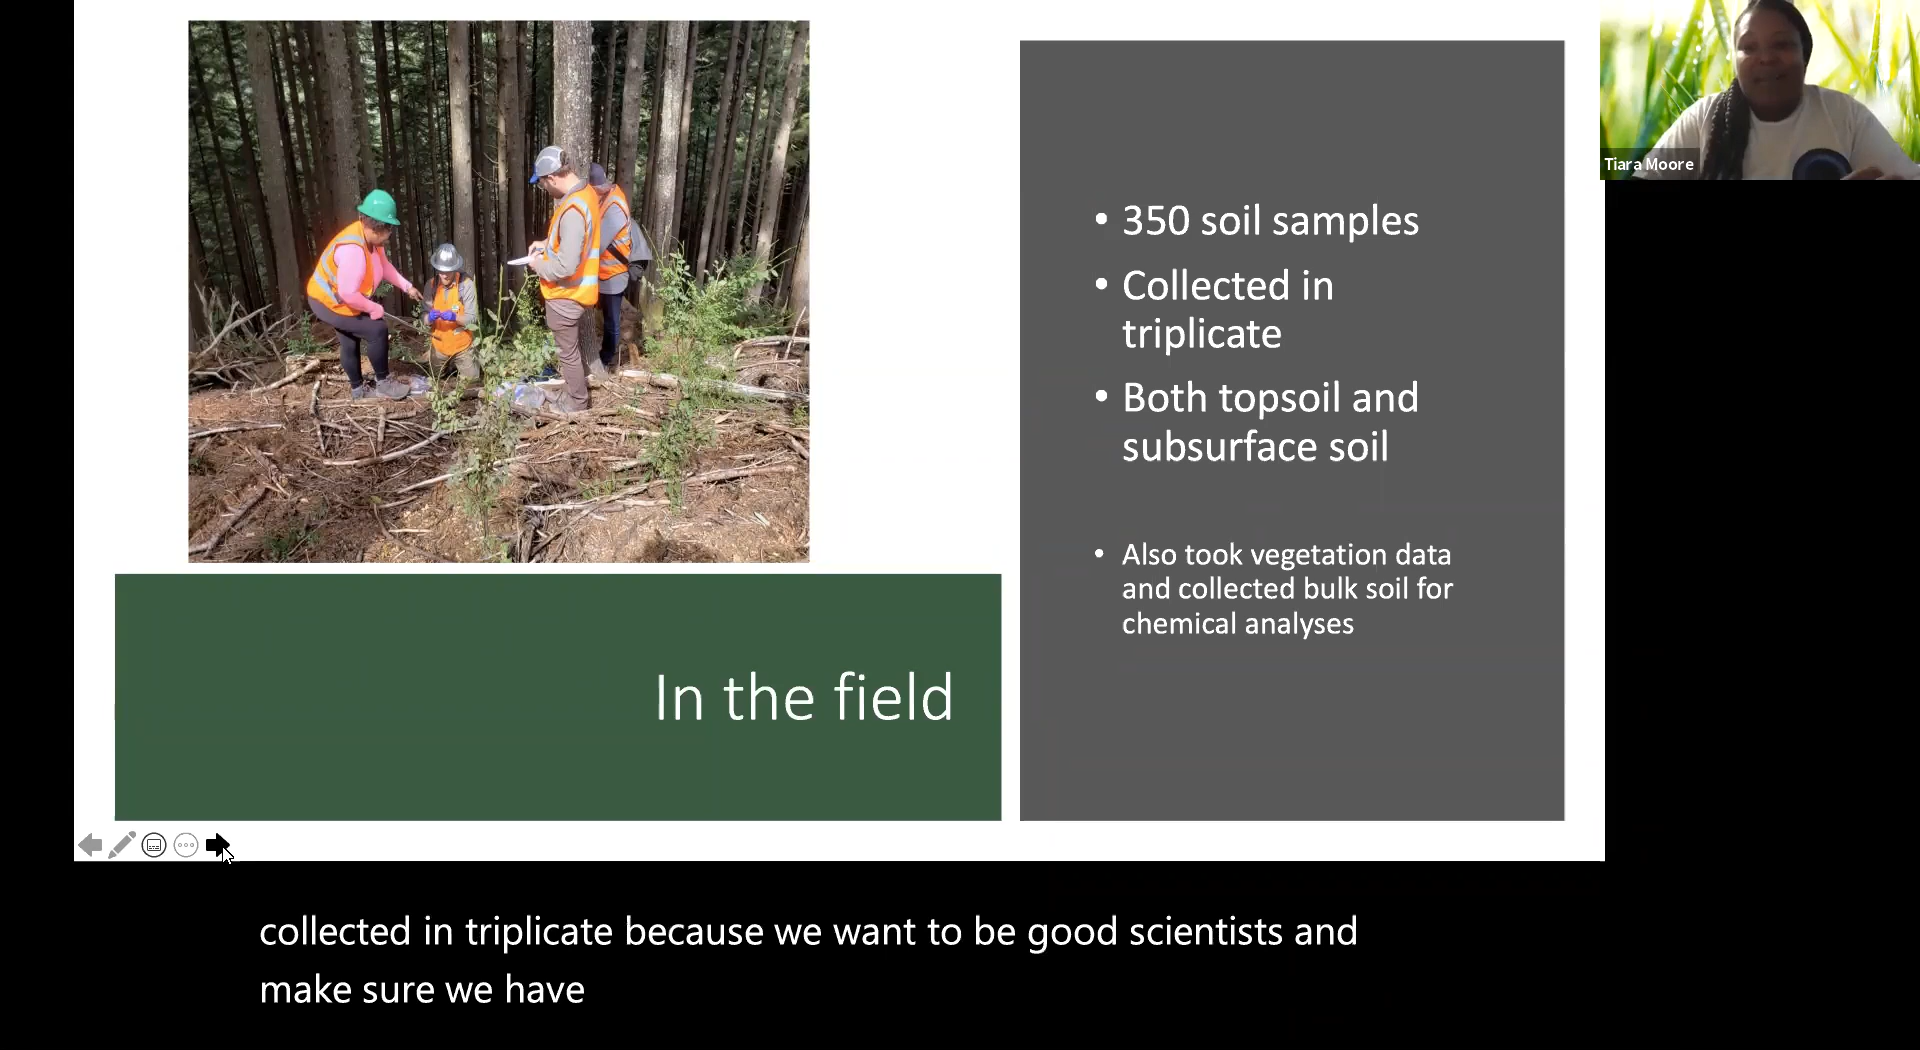 • 350 soil samples
• Collected in
triplicate
• Both topsoil and
subsurface soil
• Also took vegetation data
and collected bulk soil for
chemical analyses
In the field
Tiara Moore
collected in triplicate because we want to be good scientists and
make sure we have